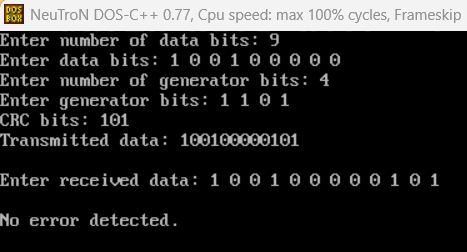 DOS BOX
NeuTroN DOS-C++ 0.77, Cpu speed: max 100% cycles, Frameskip
Enter number of data bits: 9
Enter data bits: 1 0 0 1 0 0 0 0 0
Enter number of generator bits: 4
Enter generator bits: 1 1 0 1
CRC bits: 101
Transmitted data: 100100000101
Enter received data: 1 0 0 1 0 0 0 0 0 1 0 1
No error detected.